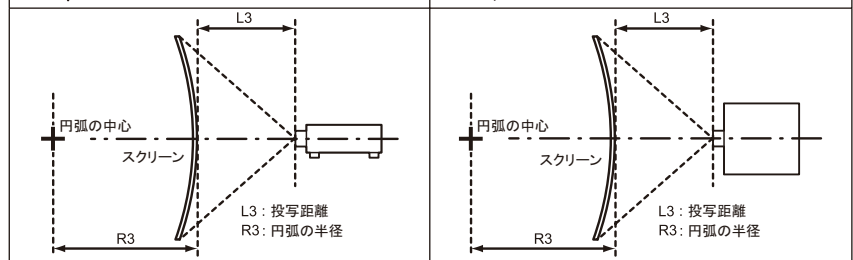 L3
円弧の中心
スクリーン
L3 : 投写距離
R3 : 円弧の半径
R3
L3
円弧の中心
スクリーン
L3 : 投写距離
R3 : 円弧の半径
R3